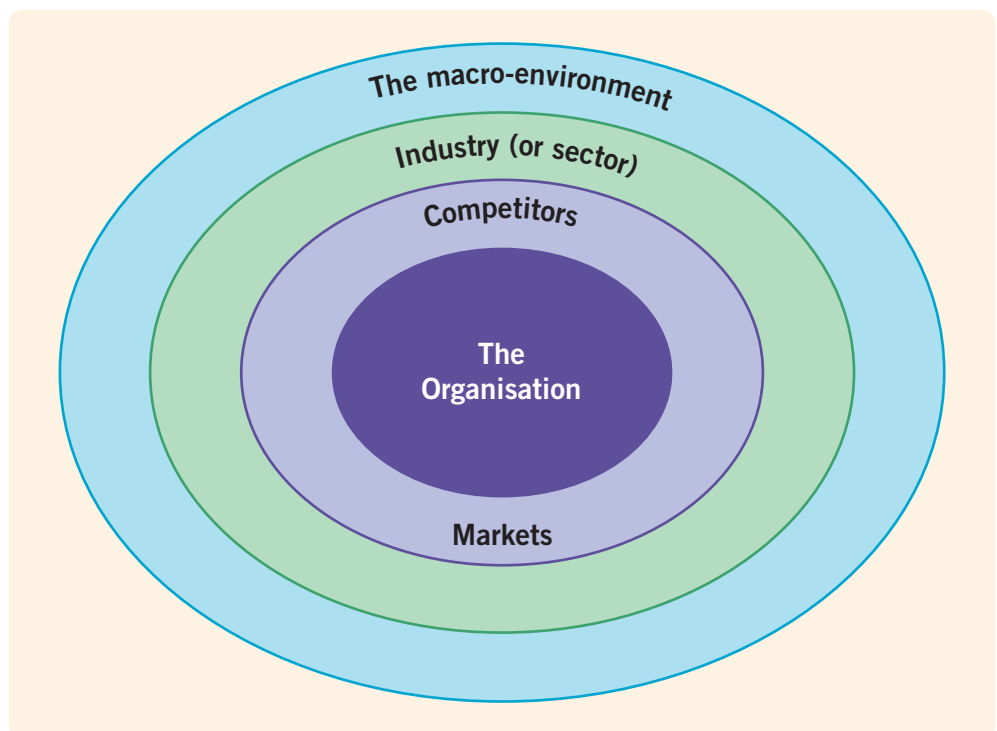 The macro-environment
Industry (or sector)
Competitors
The
Organisation
Markets